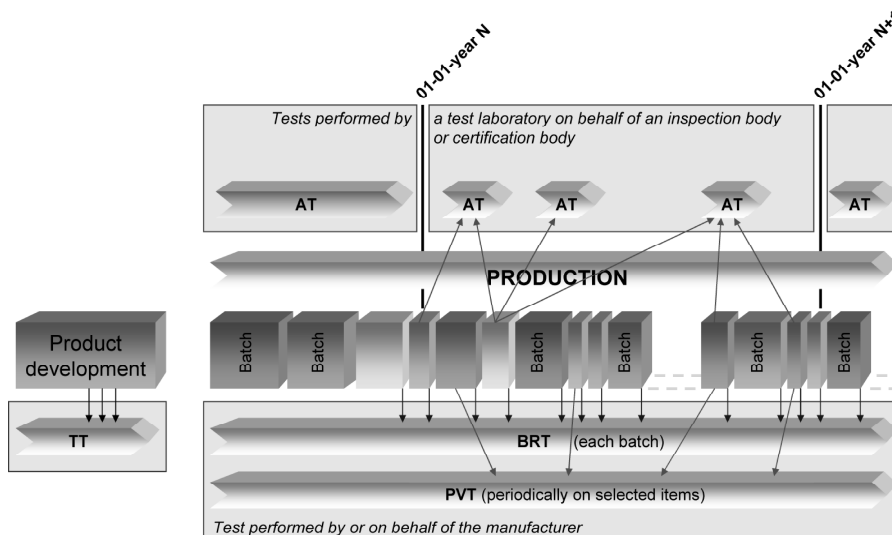 01-01-year N
01-01-year N+
Tests performed by
a test laboratory on behalf of an inspection body
or certification body
AT
AT
AT
AT
AT
PRODUCTION
Product
development
Batch
Batch
Batch
Batch
Batch
Batch
TT
BRT (each batch)
PVT (periodically on selected items)
Test performed by or on behalf of the manufacturer